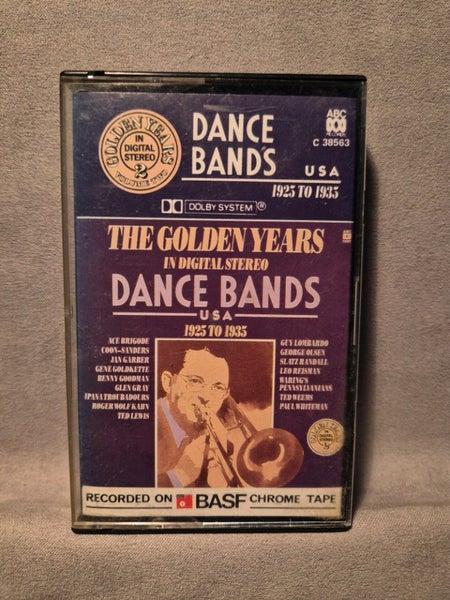 GOLDEN YEARS
IN
DIGITAL
STEREO
2
VOLUME TWO
DANCE
BANDS
USA
1925 TO 1935
ABC
RECORDS
C 38563
DOLBY SYSTEM ®
THE GOLDEN YEARS
IN DIGITAL STEREO
DANCE BANDS
USA
1925 TO 1935
ACE BRIGODE
COON-SANDERS
JAN GARBER
GENE GOLDKETTE
BENNY GOODMAN
GLEN GRAY
IPANA TROUBADOURS
ROGER WOLF KAHN
TED LEWIS
GUY LOMBARDO
GEORGE OLSEN
SLATZ RANDALL
LEO REISMAN
WARING'S
PENNSYLVANIANS
TED WEEMS
PAUL WHITEMAN
RECORDED ON BASF CHROME TAPE